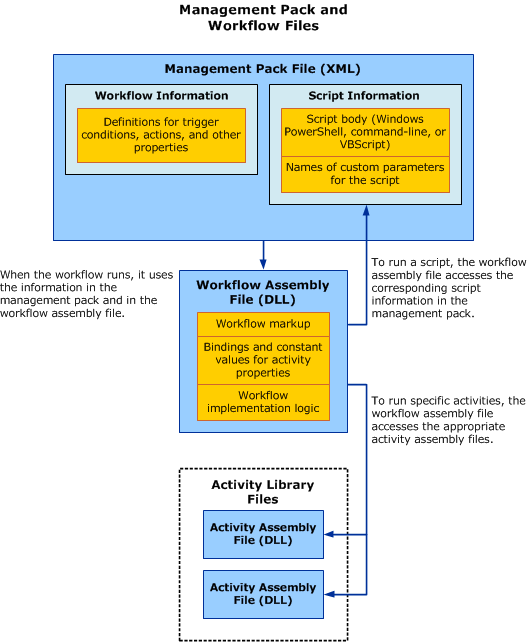 Management Pack and
Workflow Files
Management Pack File (XML)
Workflow Information
Definitions for trigger
conditions, actions, and other
properties
Script Information
Script body (Windows
PowerShell, command-line, or
VBScript)
Names of custom parameters
for the script
When the workflow runs, it uses
the information in the
management pack and in the
workflow assembly file.
To run a script, the workflow
assembly file accesses the
corresponding script
information in the
management pack.
Workflow Assembly
File (DLL)
Workflow markup
Bindings and constant
values for activity
properties
Workflow
implementation logic
To run specific activities, the
workflow assembly file
accesses the appropriate
activity assembly files.
Activity Library
Files
Activity Assembly
File (DLL)
Activity Assembly
File (DLL)